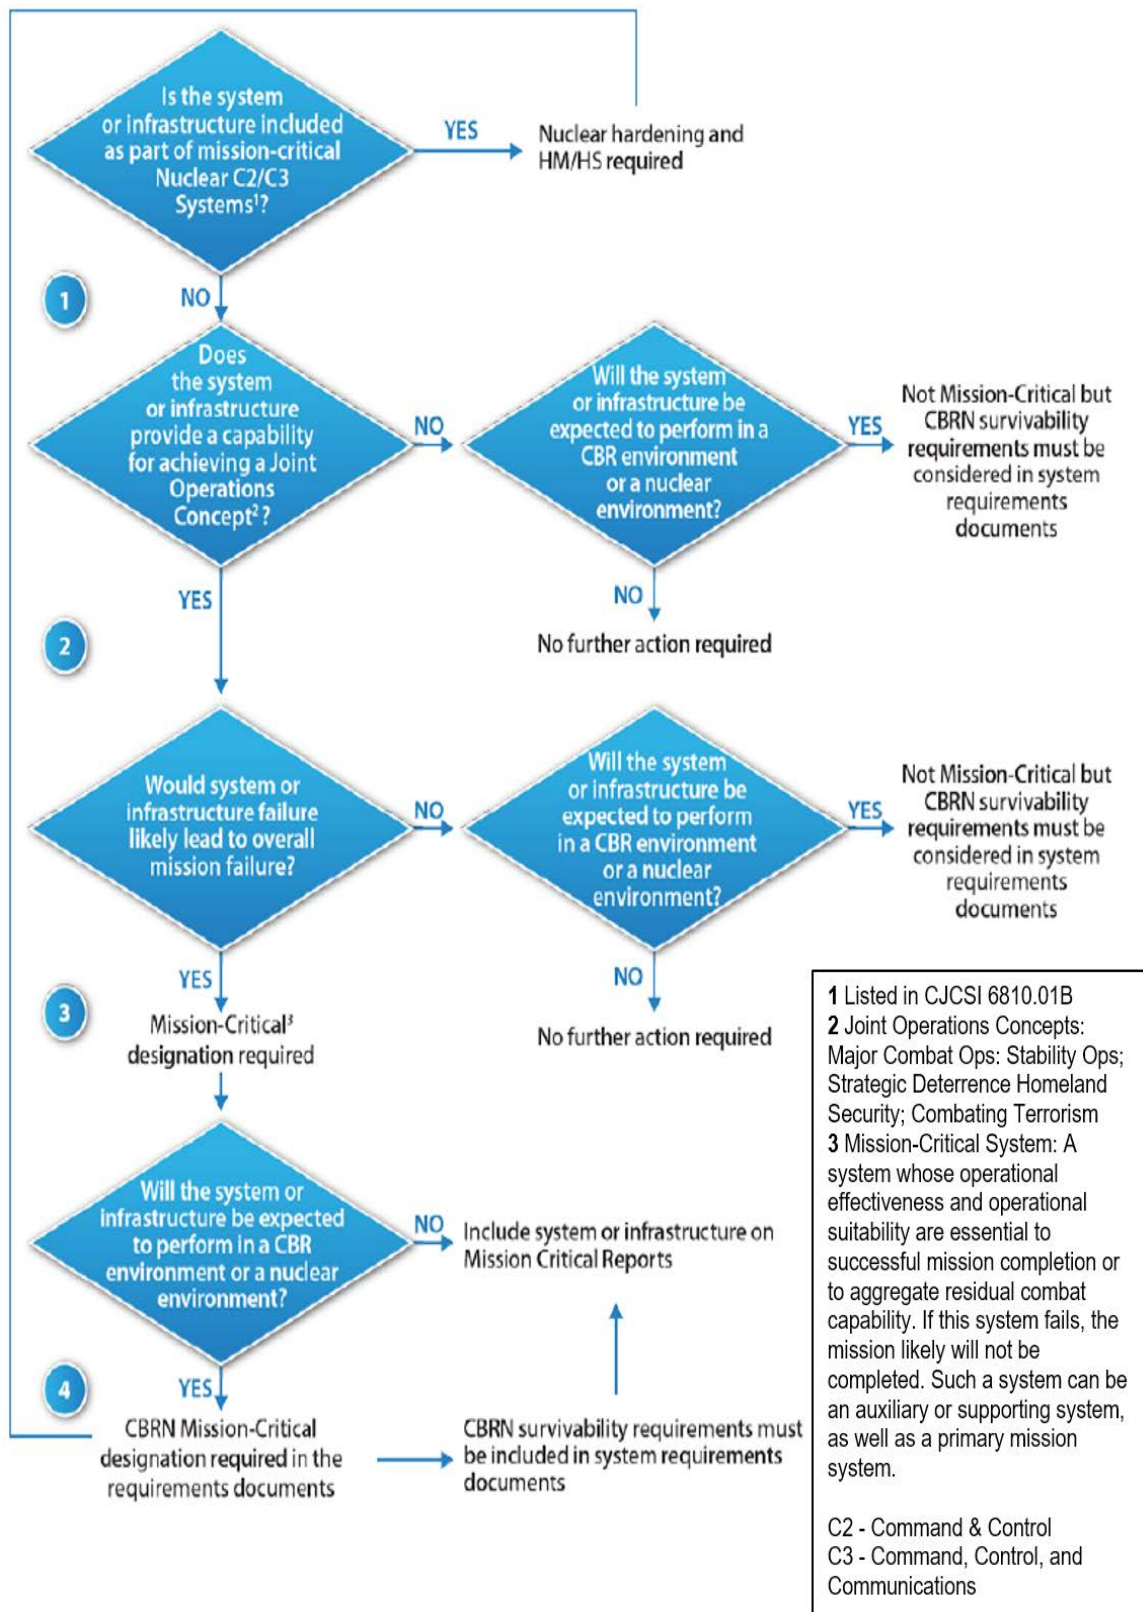 Is the system
or infrastructure included
as part of mission-critical
Nuclear C2/C3
Systems¹?
YES
Nuclear hardening and
HM/HS required
1
NO
Does
the system
or infrastructure
provide a capability
for achieving a Joint
Operations
Concept²?
NO
Will the system
or infrastructure be
expected to perform in a
CBR environment
or a nuclear
environment?
YES
Not Mission-Critical but
CBRN survivability
requirements must be
considered in system
requirements
documents
YES
NO
No further action required
2
Would system or
infrastructure failure
likely lead to overall
mission failure?
NO
Will the system
or infrastructure be
expected to perform
in a CBR environment
or a nuclear
environment?
YES
Not Mission-Critical but
CBRN survivability
requirements must be
considered in system
requirements
documents
YES
NO
No further action required
3
Mission-Critical³
designation required
Will the system or
infrastructure be expected
to perform in a CBR
environment or a nuclear
environment?
NO
Include system or infrastructure on
Mission Critical Reports
4
YES
CBRN Mission-Critical
designation required in the
requirements documents
CBRN survivability requirements must
be included in system requirements
documents
1 Listed in CJCSI 6810.01B
2 Joint Operations Concepts:
Major Combat Ops: Stability Ops;
Strategic Deterrence Homeland
Security; Combating Terrorism
3 Mission-Critical System: A
system whose operational
effectiveness and operational
suitability are essential to
successful mission completion or
to aggregate residual combat
capability. If this system fails, the
mission likely will not be
completed. Such a system can be
an auxiliary or supporting system,
as well as a primary mission
system.
C2 - Command & Control
C3 - Command, Control, and
Communications